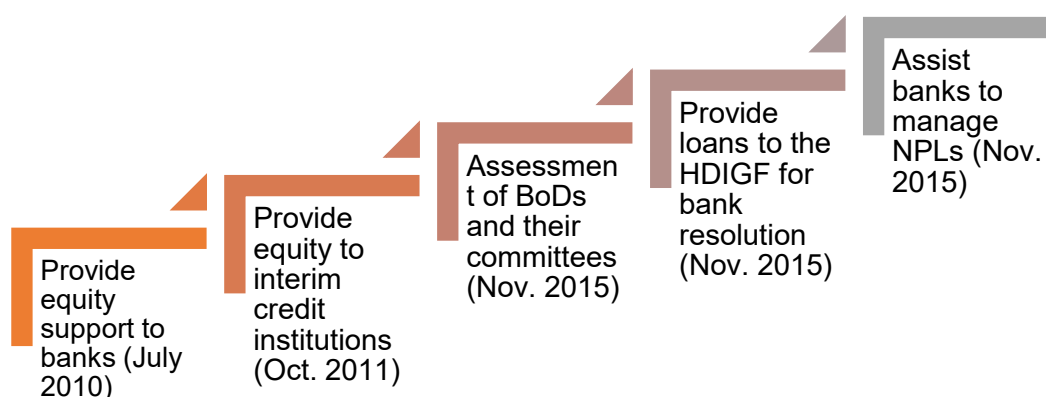 Provide
equity
support to
banks (July
2010)
Provide
equity to
interim
credit
institutions
(Oct. 2011)
Assessmen
t of BoDs
and their
committees
(Nov. 2015)
Provide
loans to the
HDIGF for
bank
resolution
(Nov. 2015)
Assist
banks to
manage
NPLs (Nov.
2015)